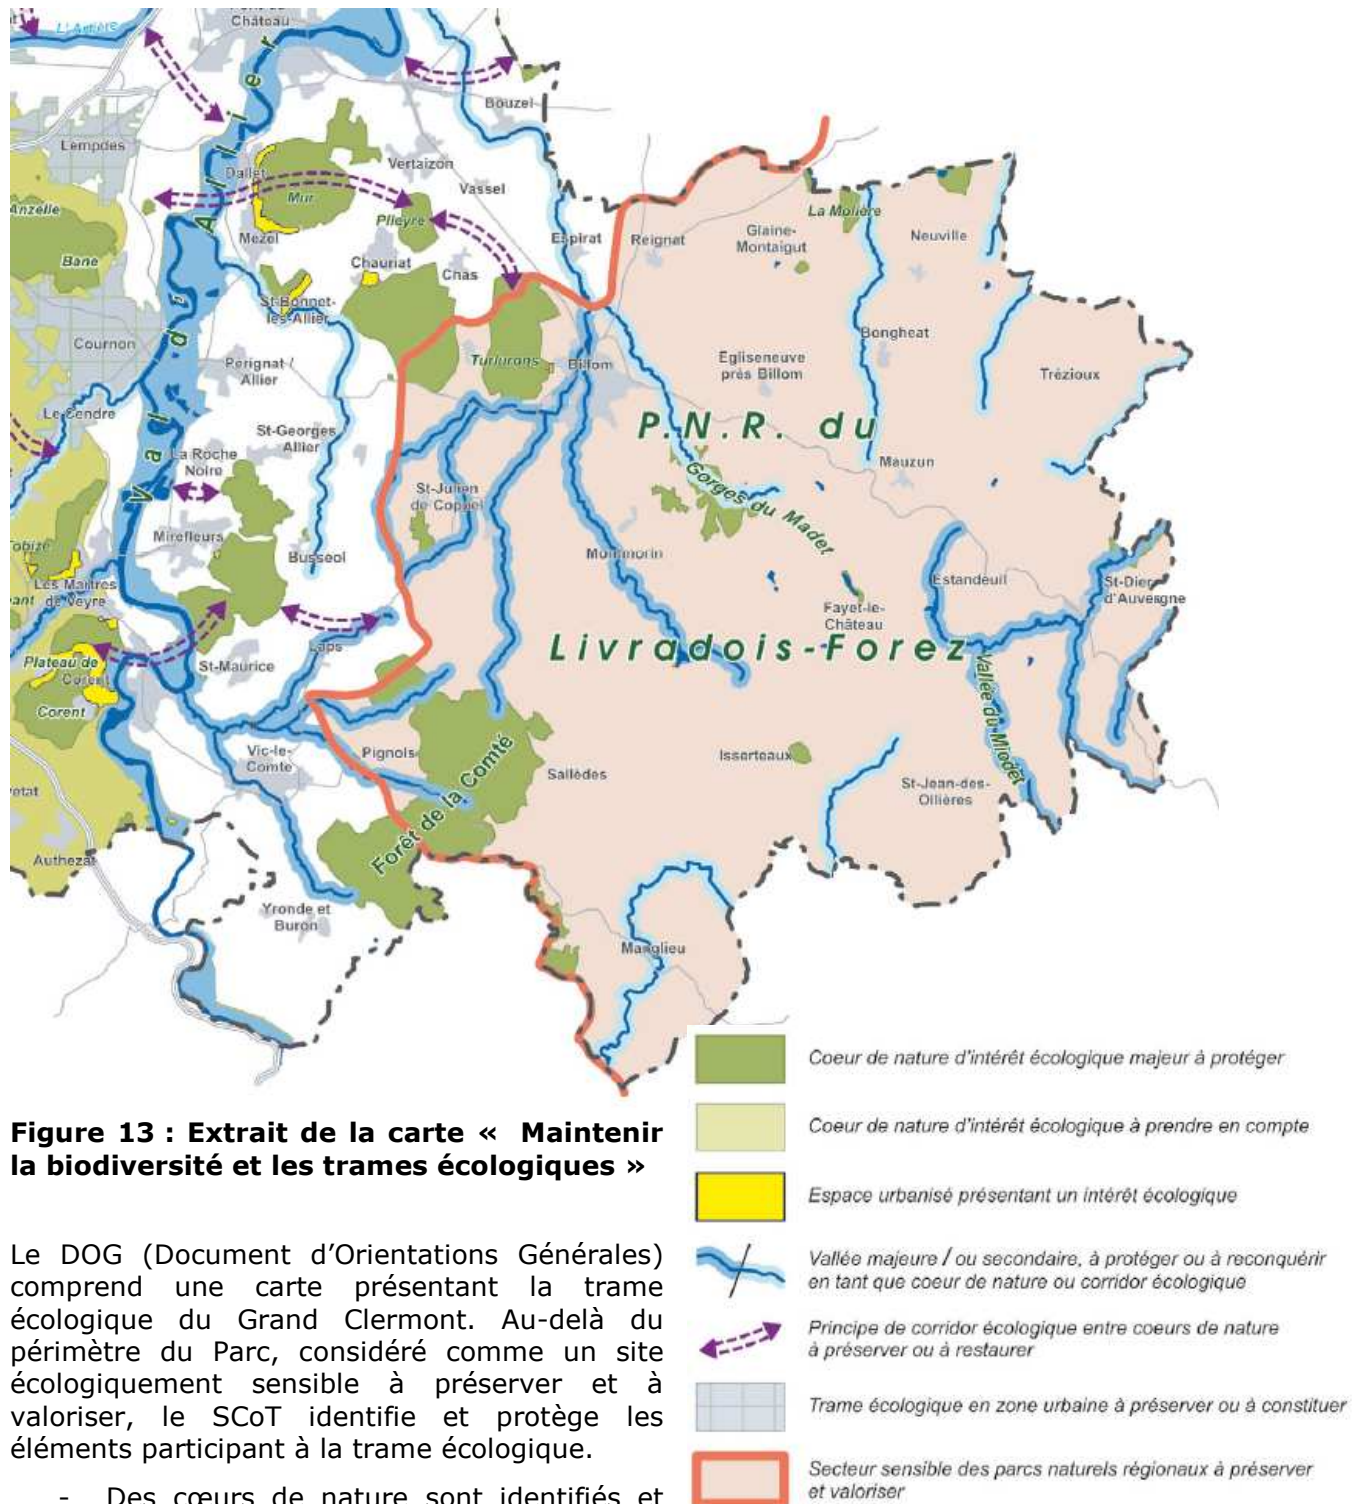 L'Artière
Château
Bouzel
Lempdes
Dallet
Vertaizon
Mur
Vassel
Anzelle
Plieyre
La Molière
Mezel
Espirat
Reignat
Glaine-
Montaigut
Neuville
Bane
Chauriat
Chas
St-Bonnet-
les-Allier
Val d'Allier
Cournon
Pérignat /
Allier
Turlurons
Billom
Bongheat
Egliseneuve
près Billom
Trézioux
Le Cendre
St-Georges
Allier
P.N.R. du
La Roche
Noire
Mauzun
St-Julien
de Coppel
Gorges du Madet
Mirefleurs
Busséol
Montmorin
Les Martres
de Veyre
Estandeuil
St-Dier
d'Auvergne
Fayet-le-
Château
Livradois-Forez
Laps
St-Maurice
Plateau de
Corent
Corent
Vallée du Miodet
Vic-le-
Comte
Pignols
Sallèdes
Isserteaux
St-Jean-des-
Ollières
Forêt de la Comté
Authezat
Yronde et
Buron
Manglieu
Coeur de nature d'intérêt écologique majeur à protéger
Coeur de nature d'intérêt écologique à prendre en compte
Espace urbanisé présentant un intérêt écologique
Vallée majeure / ou secondaire, à protéger ou à reconquérir
en tant que coeur de nature ou corridor écologique
Principe de corridor écologique entre coeurs de nature
à préserver ou à restaurer
Trame écologique en zone urbaine à préserver ou à constituer
Secteur sensible des parcs naturels régionaux à préserver
et valoriser
Figure 13 : Extrait de la carte « Maintenir
la biodiversité et les trames écologiques »
Le DOG (Document d'Orientations Générales)
comprend une carte présentant la trame
écologique du Grand Clermont. Au-delà du
périmètre du Parc, considéré comme un site
écologiquement sensible à préserver et à
valoriser, le SCoT identifie et protège les
éléments participant à la trame écologique.
- Des cœurs de nature sont identifiés et